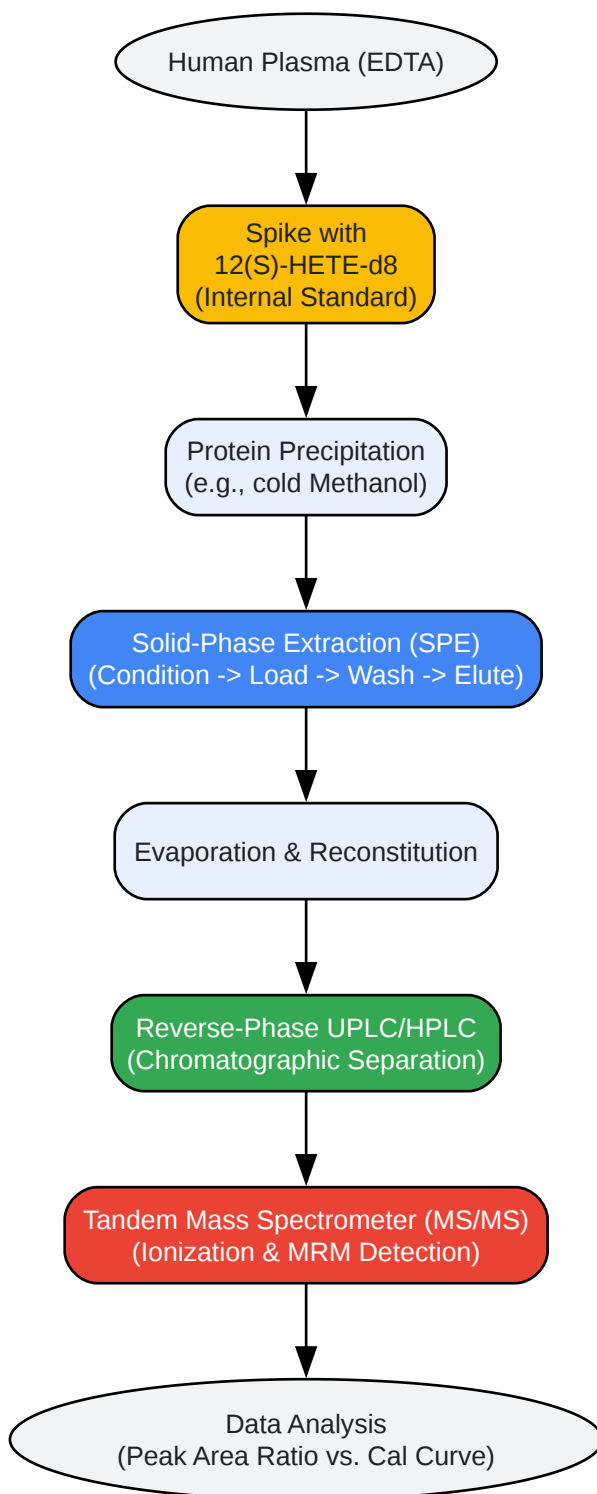 Human Plasma (EDTA)
Spike with
12(S)-HETE-d8
(Internal Standard)
Protein Precipitation
(e.g., cold Methanol)
Solid-Phase Extraction (SPE)
(Condition -> Load -> Wash -> Elute)
Evaporation & Reconstitution
Reverse-Phase UPLC/HPLC
(Chromatographic Separation)
Tandem Mass Spectrometer (MS/MS)
(Ionization & MRM Detection)
Data Analysis
(Peak Area Ratio vs. Cal Curve)